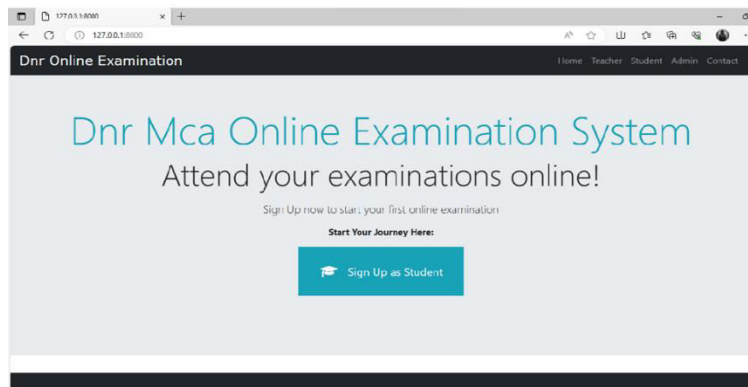 127.0.0.1:8000
127.0.0.1:8000
Dnr Online Examination
Home Teacher Student Admin Contact
Dnr Mca Online Examination System
Attend your examinations online!
Sign Up now to start your first online examination
Start Your Journey Here:
Sign Up as Student